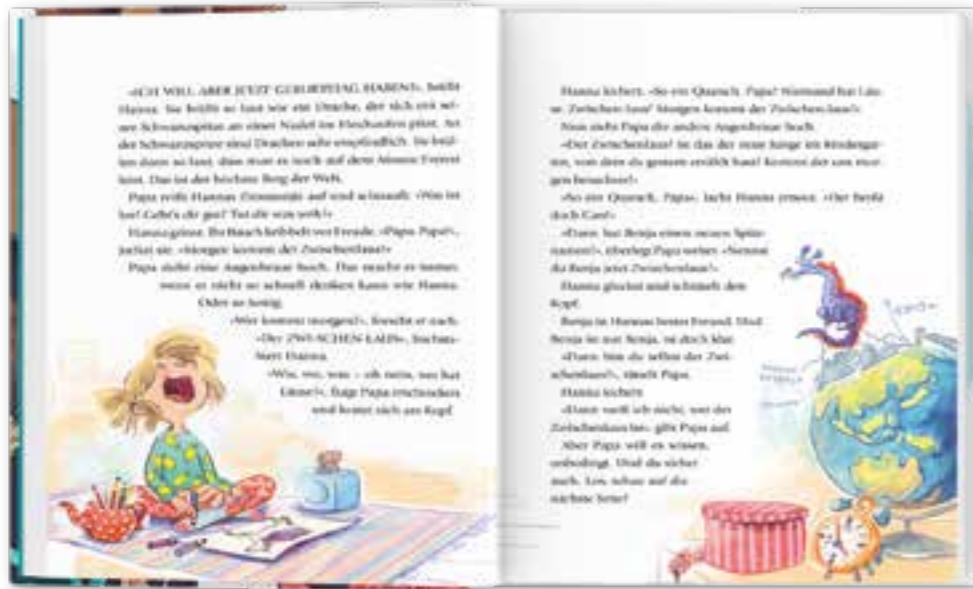 «ICH WILL ABER JETZT GEBURTSTAG HABEN!», brüllt
Hanna. Sie brüllt so laut wie ein Drache, der sich mit sei-
ner Schwanzspitze an einer Nadel im Heuhaufen pikst. An
der Schwanzspitze sind Drachen sehr empfindlich. Sie brül-
len dann so laut, dass man es noch auf dem Mount Everest
hört. Das ist der höchste Berg der Welt.
Papa reißt Hannas Zimmertür auf und schnauft: «Was ist
los? Geht's dir gut? Tut dir was weh?»
Hanna grinst. Ihr Bauch kribbelt vor Freude. «Papa, Papa!»,
juchzt sie. «Morgen kommt der Zwischenlaus!»
Papa zieht eine Augenbraue hoch. Das macht er immer,
wenn er nicht so schnell denken kann wie Hanna.
Oder so lustig.
«Wer kommt morgen?», forscht er nach.
«Der ZWI-SCHEN-LAUS», buchsta-
biert Hanna.
«Wie, wo, was – oh nein, wer hat
Läuse?», fragt Papa erschrocken
und kratzt sich am Kopf.
Hanna kichert. «So ein Quatsch, Papa! Niemand hat Läu-
se. Zwischen-laus! Morgen kommt der Zwischen-laus!»
Nun zieht Papa die andere Augenbraue hoch.
«Der Zwischenlaus? Ist das der neue Junge im Kindergar-
ten, von dem du gestern erzählt hast? Kommt der uns mor-
gen besuchen?»
«So ein Quatsch, Papa», lacht Hanna erneut. «Der heißt
doch Can!»
«Dann hat Benja einen neuen Spitz-
namen?», überlegt Papa weiter. «Nennst
du Benja jetzt Zwischenlaus?»
Hanna gluckst und schüttelt den
Kopf.
Benja ist Hannas bester Freund. Und
Benja ist nur Benja, ist doch klar.
«Dann bist du selbst der Zwi-
schenlaus?», staunt Papa.
Hanna kichert.
«Dann weiß ich nicht, wer der
Zwischenlaus ist», gibt Papa auf.
Aber Papa will es wissen,
unbedingt. Und du sicher
auch. Los, schau auf die
nächste Seite!